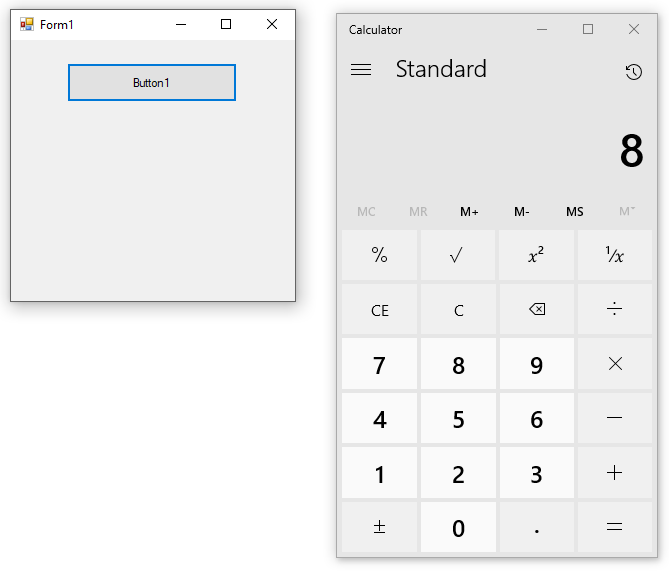 Form1
Button1
Calculator
Standard
8
MC MR M+ M- MS M˅
% √ x² ¹/x
CE C ÷
7 8 9 ×
4 5 6 −
1 2 3 +
± 0 . =